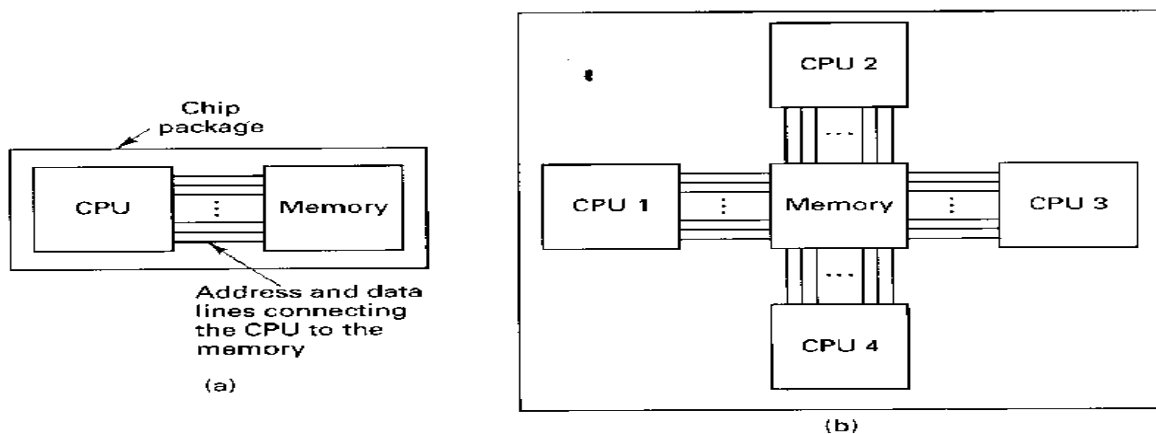 Chip
package
CPU
Memory
Address and data
lines connecting
the CPU to the
memory
(a)
CPU 2
CPU 1
Memory
CPU 3
CPU 4
(b)